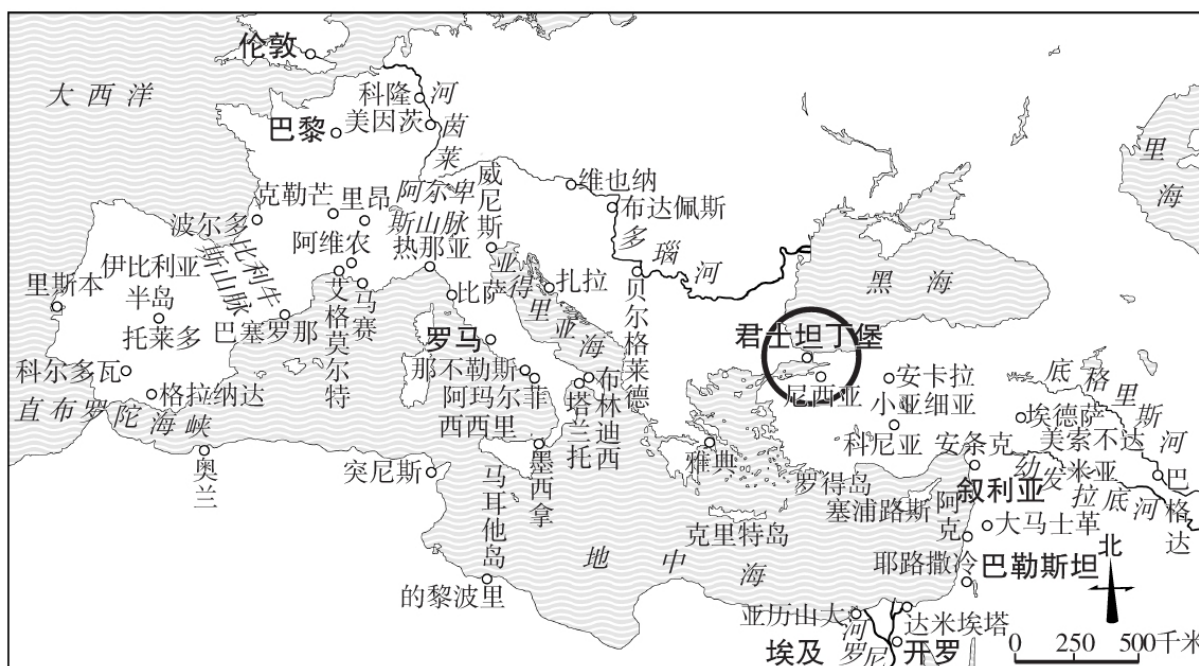 伦敦
大西洋
科隆
河
茵
莱
美因茨
巴黎
里
海
克勒芒
里昂
阿尔卑
斯山脉
威尼斯
维也纳
布达佩斯
多瑙河
波尔多
阿维农
热那亚
比利牛
斯山脉
伊比利亚
半岛
里斯本
托莱多
巴塞罗那
艾格莫尔特
马赛
比萨
亚得里亚海
扎拉
贝尔格莱德
黑海
罗马
君士坦丁堡
尼西亚
安卡拉
小亚细亚
底格里斯河
科尔多瓦
格拉纳达
直布罗陀海峡
那不勒斯
阿玛尔菲
西西里
塔兰托
布林迪西
埃德萨
美索不达
米亚
科尼亚
安条克
幼发拉底河
巴格达
奥兰
突尼斯
马耳他岛
墨西拿
雅典
罗得岛
塞浦路斯
叙利亚
阿克
大马士革
克里特岛
地中海
耶路撒冷
巴勒斯坦
北
的黎波里
亚历山大
达米埃塔
埃及
河
罗
尼
开罗
0 250 500千米